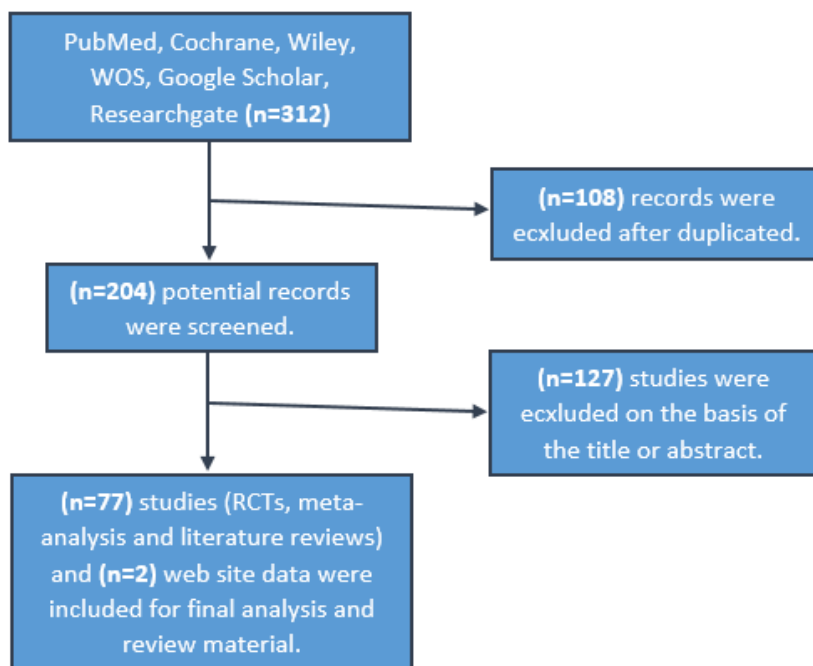 PubMed, Cochrane, Wiley,
WOS, Google Scholar,
Researchgate (n=312)
(n=108) records were
ecxluded after duplicated.
(n=204) potential records
were screened.
(n=127) studies were
ecxluded on the basis of
the title or abstract.
(n=77) studies (RCTs, meta-
analysis and literature reviews)
and (n=2) web site data were
included for final analysis and
review material.